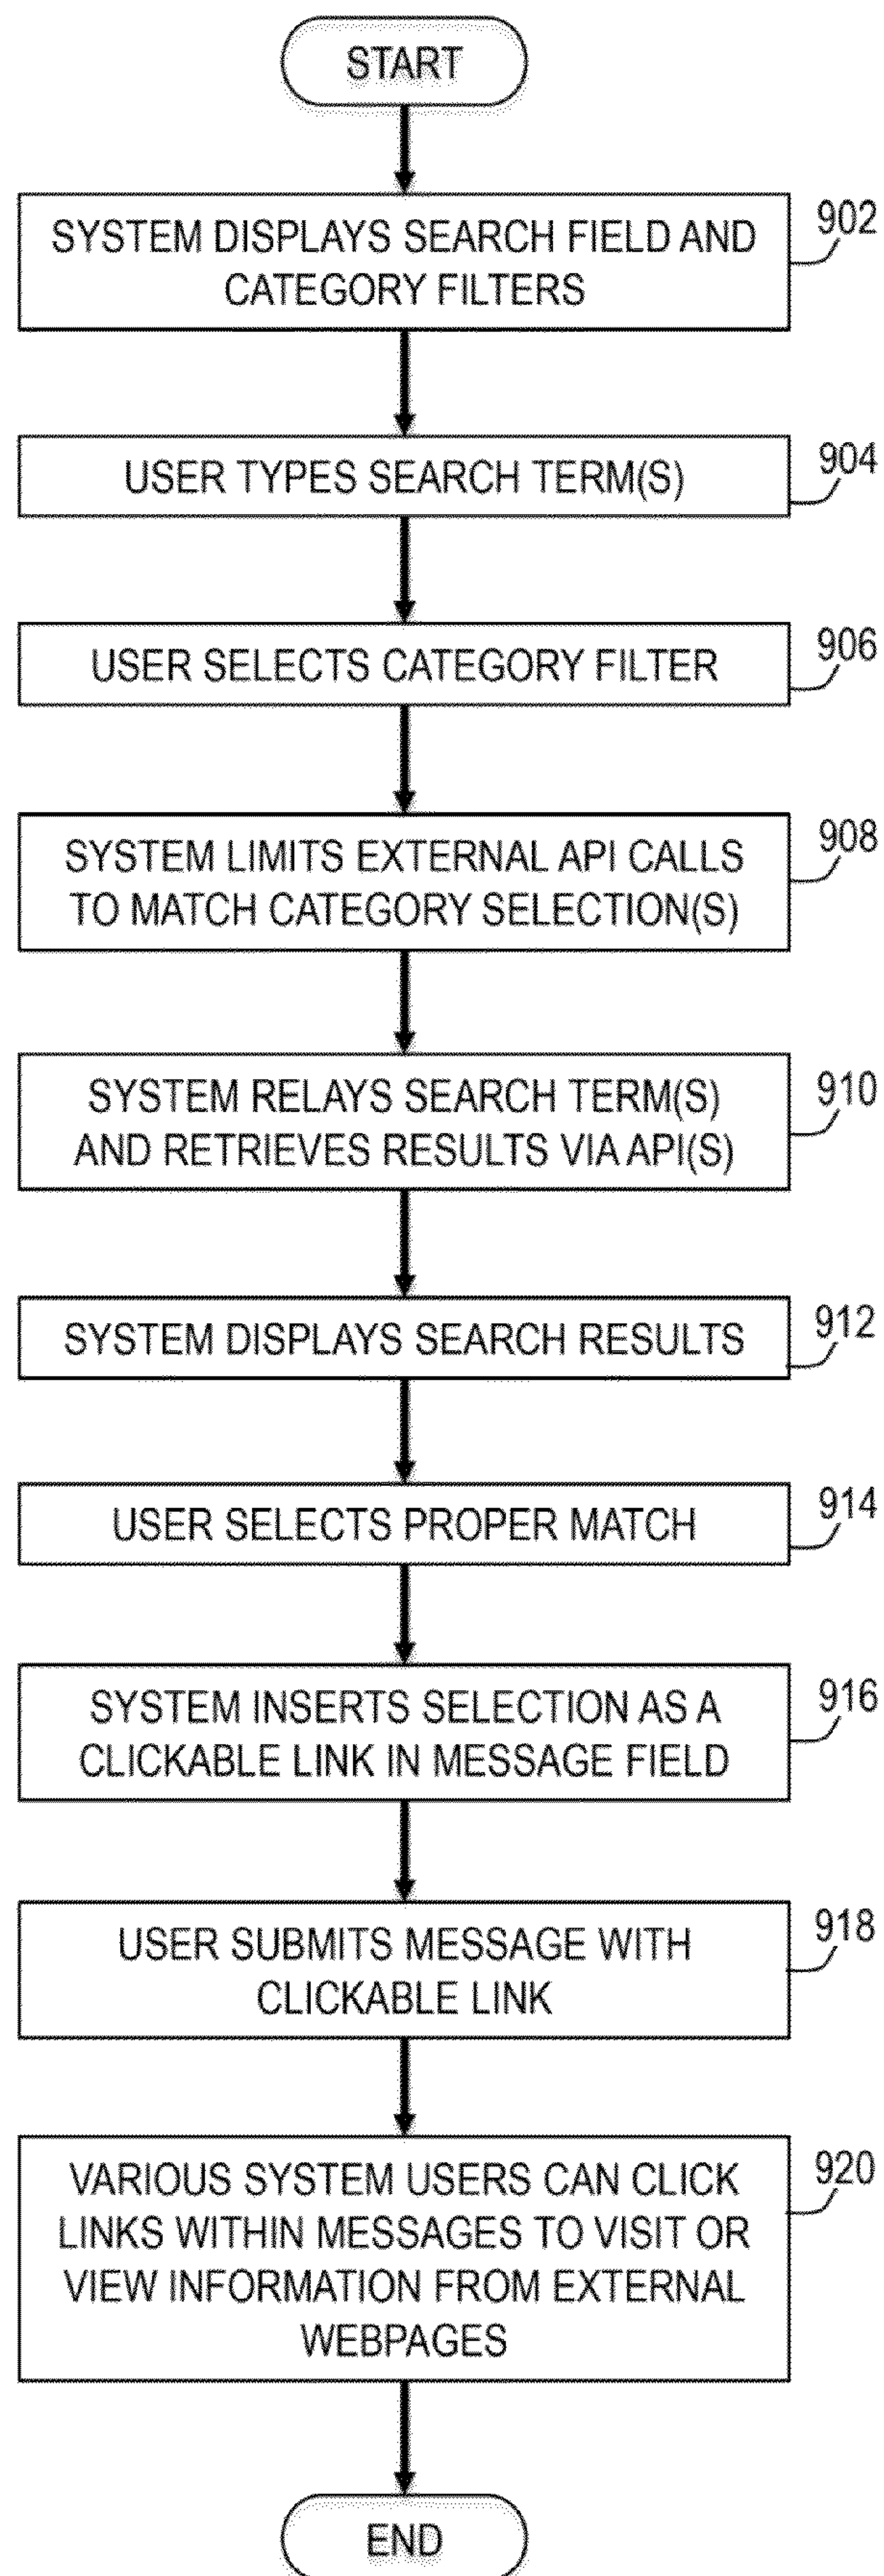 START
SYSTEM DISPLAYS SEARCH FIELD AND
CATEGORY FILTERS
902
USER TYPES SEARCH TERM(S)
904
USER SELECTS CATEGORY FILTER
906
SYSTEM LIMITS EXTERNAL API CALLS
TO MATCH CATEGORY SELECTION(S)
908
SYSTEM RELAYS SEARCH TERM(S)
AND RETRIEVES RESULTS VIA API(S)
910
SYSTEM DISPLAYS SEARCH RESULTS
912
USER SELECTS PROPER MATCH
914
SYSTEM INSERTS SELECTION AS A
CLICKABLE LINK IN MESSAGE FIELD
916
USER SUBMITS MESSAGE WITH
CLICKABLE LINK
918
VARIOUS SYSTEM USERS CAN CLICK
LINKS WITHIN MESSAGES TO VISIT OR
VIEW INFORMATION FROM EXTERNAL
WEBPAGES
920
END